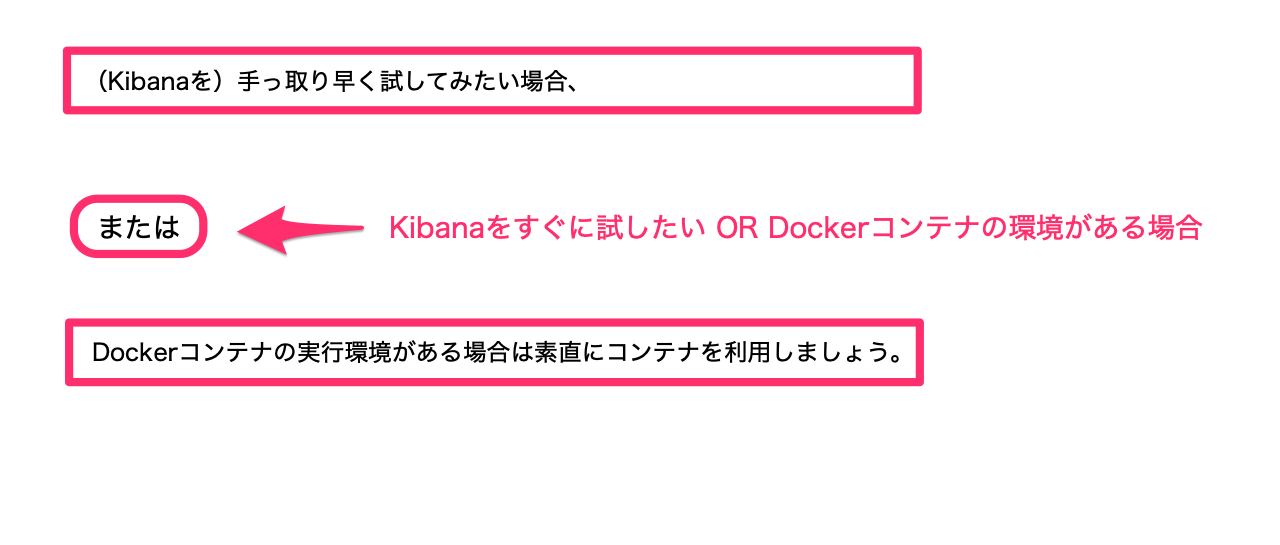 （Kibanaを）手っ取り早く試してみたい場合、
または
Kibanaをすぐに試したい OR Dockerコンテナの環境がある場合
Dockerコンテナの実行環境がある場合は素直にコンテナを利用しましょう。